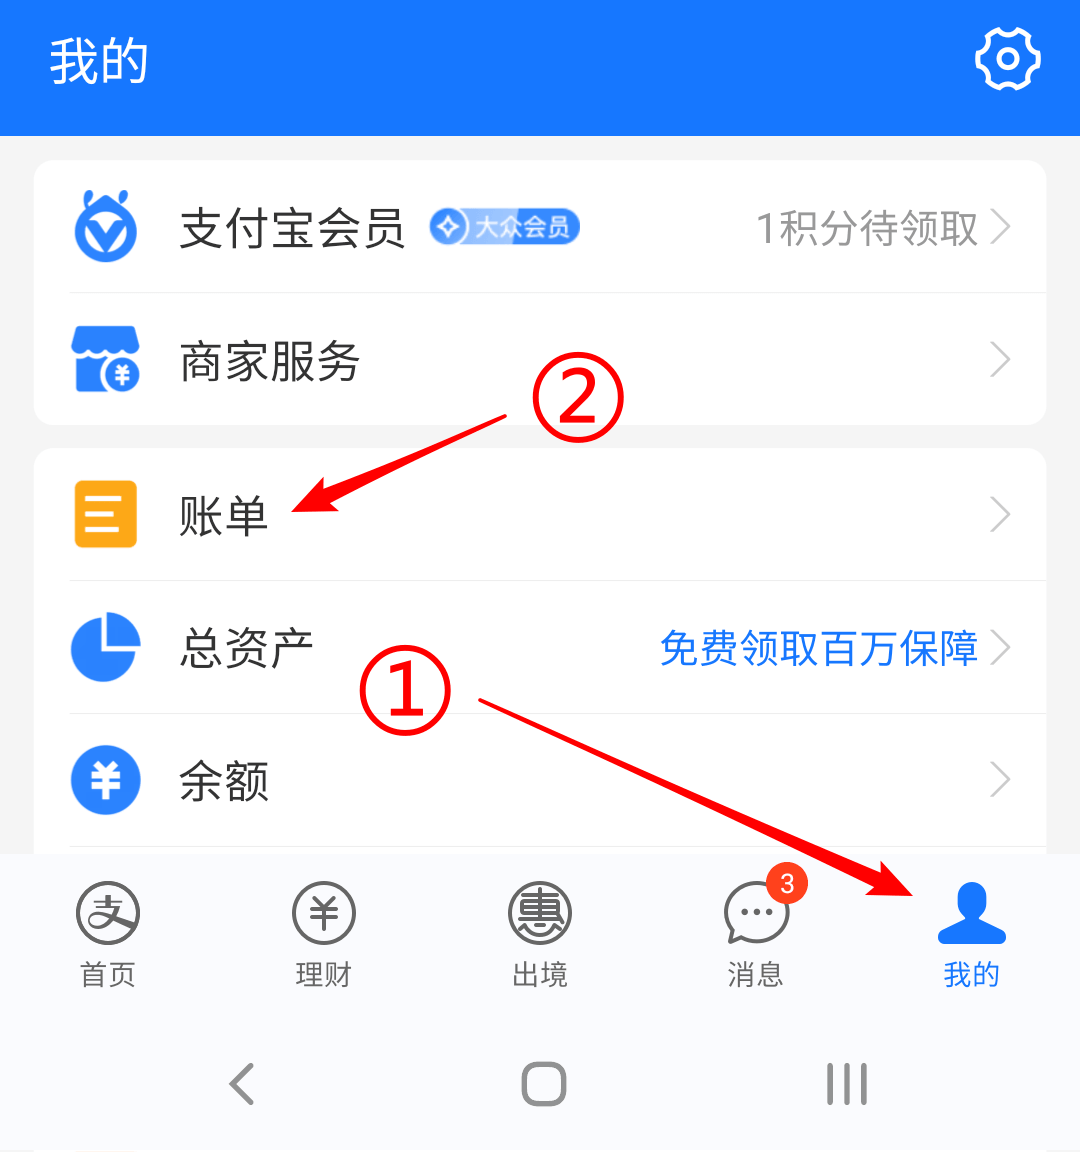 我的
支付宝会员 大众会员 1积分待领取
商家服务
②
账单
总资产 免费领取百万保障
①
余额
3
首页 理财 出境 消息 我的